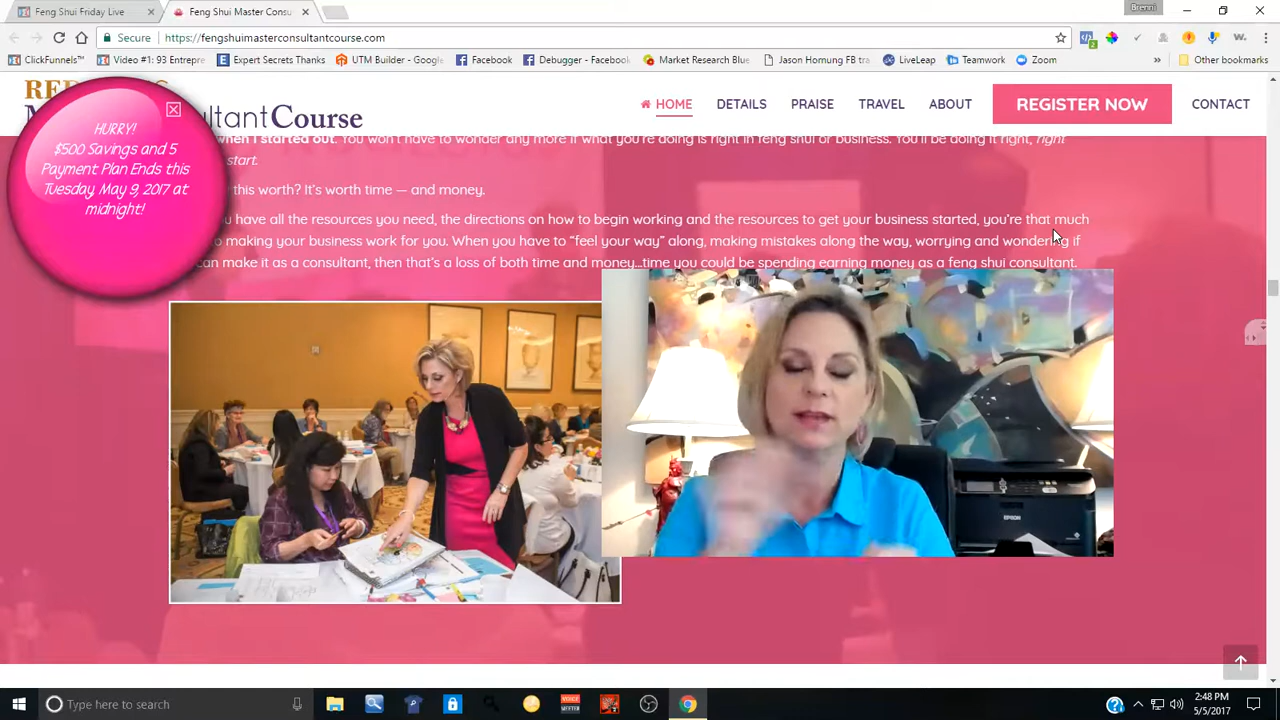 Feng Shui Friday Live
Feng Shui Master Consu
Brenni
Secure
https://fengshuimasterconsultantcourse.com
2
W..
Apps
ClickFunnels™
Video #1: 93 Entrepre
Expert Secrets Thanks
UTM Builder - Google
Facebook
Debugger - Facebook
Market Research Blue
Jason Hornung FB tra
LiveLeap
Teamwork
Zoom
Other bookmarks
ultantCourse
HOME
DETAILS
PRAISE
TRAVEL
ABOUT
REGISTER NOW
CONTACT
HURRY!
$500 Savings and 5
Payment Plan Ends this
Tuesday, May 9, 2017 at
midnight!
when I started out. You won't have to wonder any more if what you're doing is right in feng shui or business. You'll be doing it right, right
start.
this worth? It's worth time — and money.
have all the resources you need, the directions on how to begin working and the resources to get your business started, you're that much
to making your business work for you. When you have to “feel your way” along, making mistakes along the way, worrying and wondering if
can make it as a consultant, then that's a loss of both time and money...time you could be spending earning money as a feng shui consultant.
EPSON
Type here to search
VOICE
MEETER
2:48 PM
5/5/2017